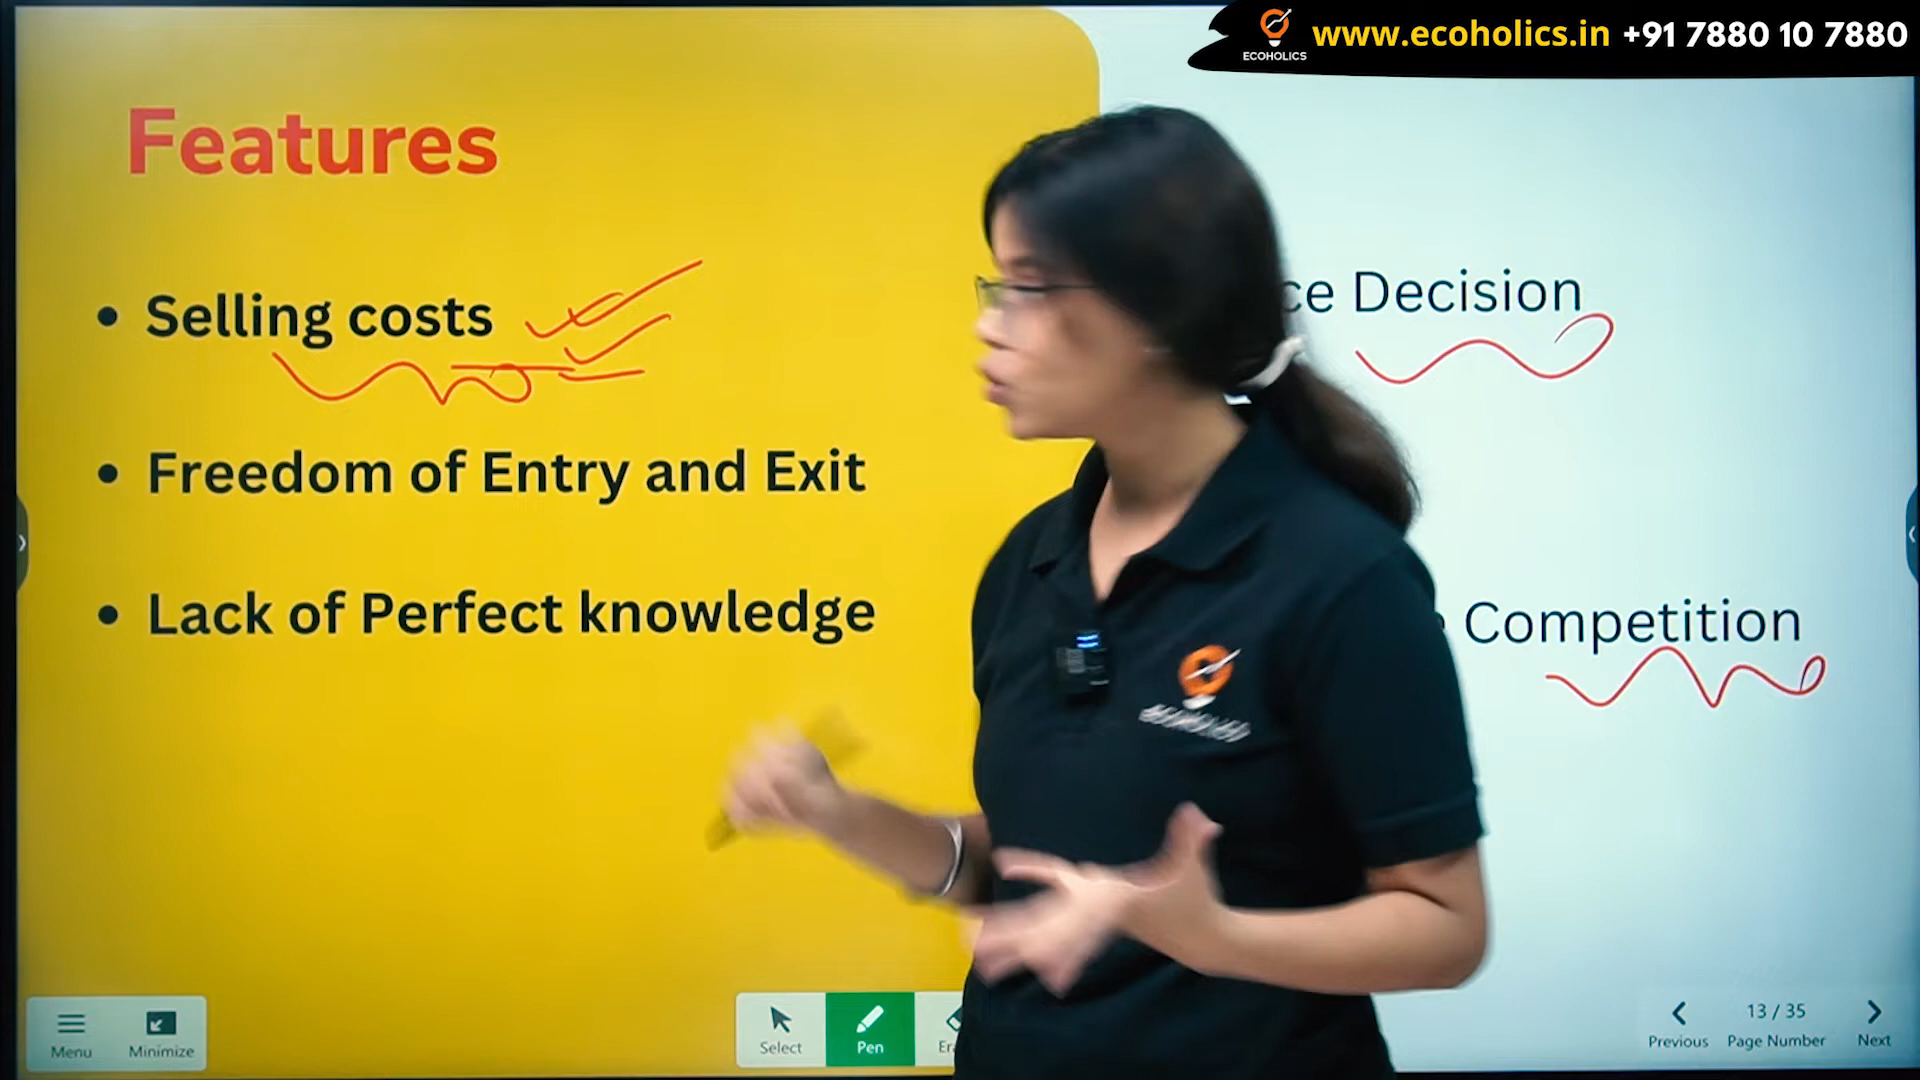 ECOHOLICS
www.ecoholics.in +91 7880 10 7880
Features
• Selling costs
• Freedom of Entry and Exit
• Lack of Perfect knowledge
Decision
Competition
Menu
Minimize
Select
Pen
13 / 35
Previous
Page Number
Next